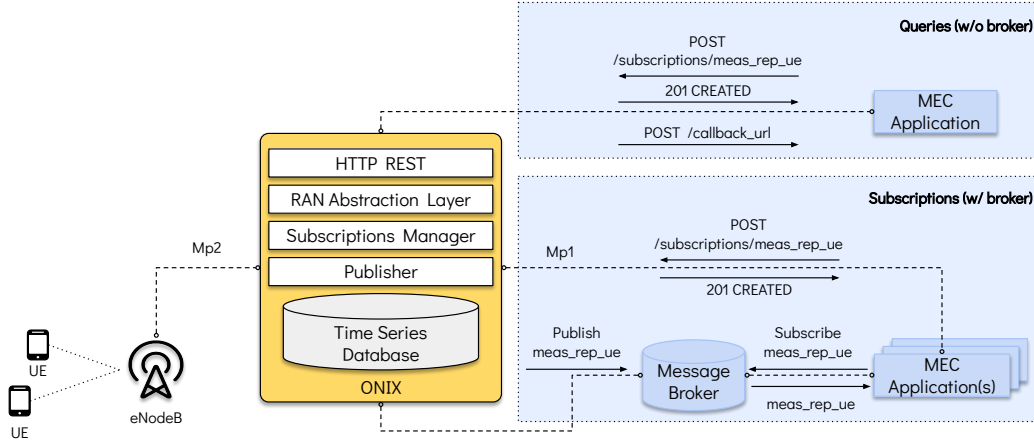 Queries (w/o broker)
POST
/subscriptions/meas_rep_ue
201 CREATED
POST /callback_url
MEC
Application
HTTP REST
RAN Abstraction Layer
Subscriptions Manager
Publisher
Time Series
Database
ONIX
Mp2
UE
UE
eNodeB
Subscriptions (w/ broker)
Mp1
POST
/subscriptions/meas_rep_ue
201 CREATED
Publish
meas_rep_ue
Message
Broker
Subscribe
meas_rep_ue
meas_rep_ue
MEC
Application(s)